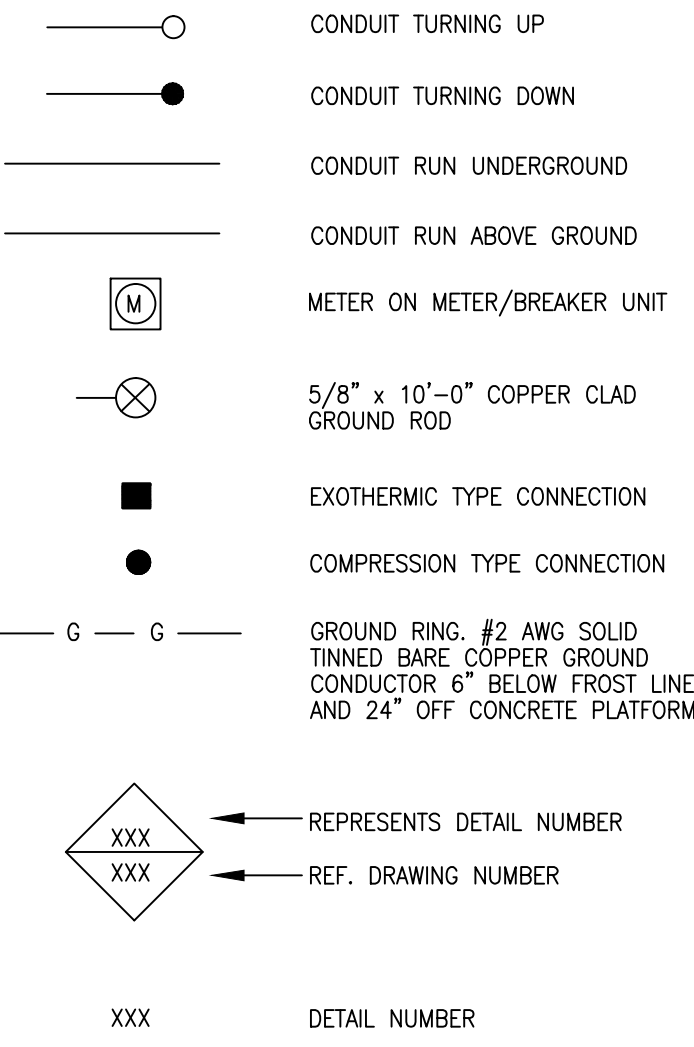 CONDUIT TURNING UP
CONDUIT TURNING DOWN
CONDUIT RUN UNDERGROUND
CONDUIT RUN ABOVE GROUND
M METER ON METER/BREAKER UNIT
5/8" x 10'-0" COPPER CLAD
GROUND ROD
EXOTHERMIC TYPE CONNECTION
COMPRESSION TYPE CONNECTION
G G GROUND RING. #2 AWG SOLID
TINNED BARE COPPER GROUND
CONDUCTOR 6" BELOW FROST LINE
AND 24" OFF CONCRETE PLATFORM
XXX REPRESENTS DETAIL NUMBER
XXX REF. DRAWING NUMBER
XXX DETAIL NUMBER